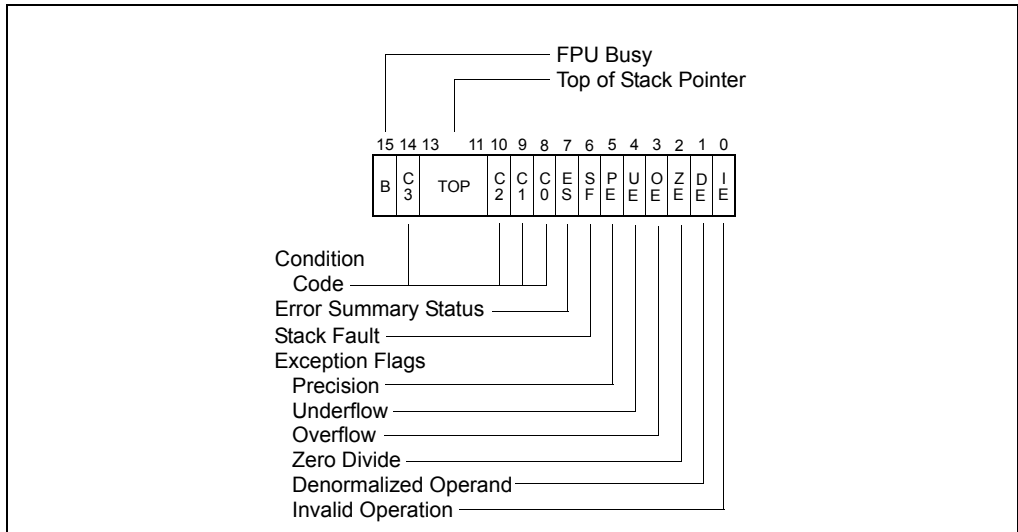 FPU Busy
Top of Stack Pointer
15 14 13 11 10 9 8 7 6 5 4 3 2 1 0
B C3 TOP C2 C1 C0 ES SF PE UE OE ZE DE IE
Condition
Code
Error Summary Status
Stack Fault
Exception Flags
Precision
Underflow
Overflow
Zero Divide
Denormalized Operand
Invalid Operation